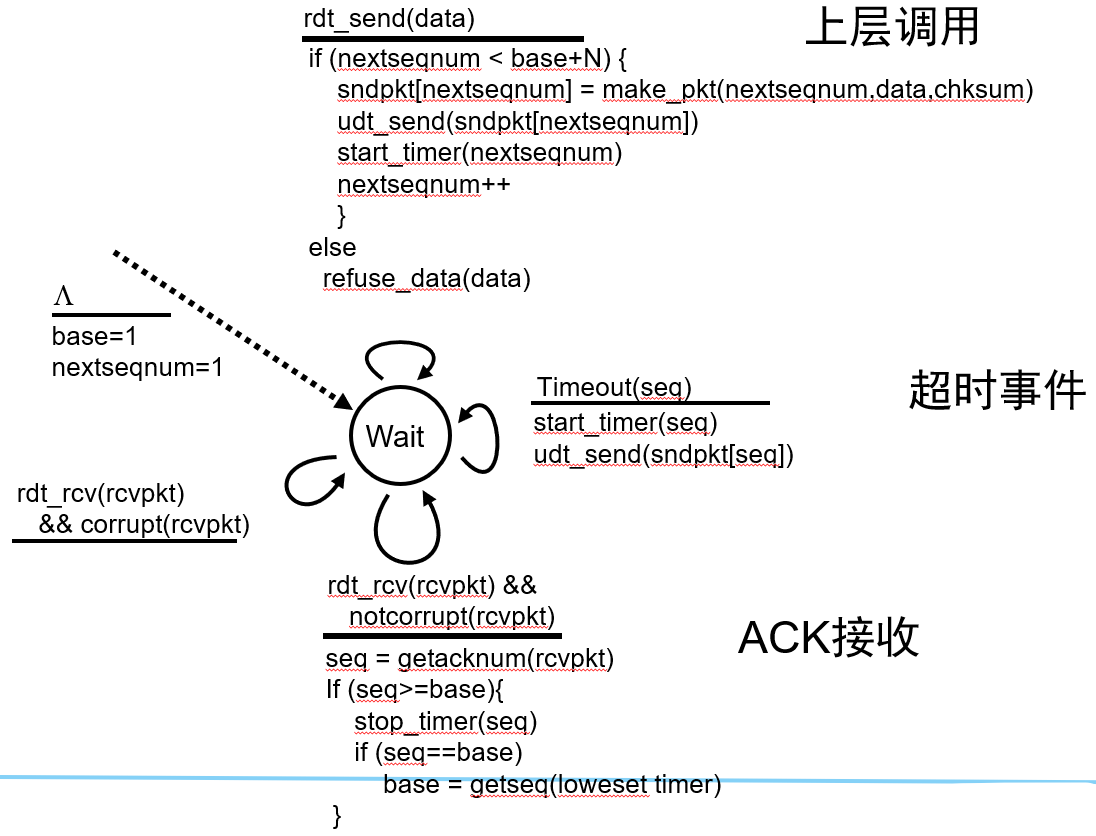 rdt_send(data)
上层调用
if (nextseqnum < base+N) {
sndpkt[nextseqnum] = make_pkt(nextseqnum,data,chksum)
udt_send(sndpkt[nextseqnum])
start_timer(nextseqnum)
nextseqnum++
}
else
refuse_data(data)
Λ
base=1
nextseqnum=1
Wait
Timeout(seq)
超时事件
start_timer(seq)
udt_send(sndpkt[seq])
rdt_rcv(rcvpkt)
&& corrupt(rcvpkt)
rdt_rcv(rcvpkt) &&
notcorrupt(rcvpkt)
ACK接收
seq = getacknum(rcvpkt)
If (seq>=base){
stop_timer(seq)
if (seq==base)
base = getseq(loweset timer)
}